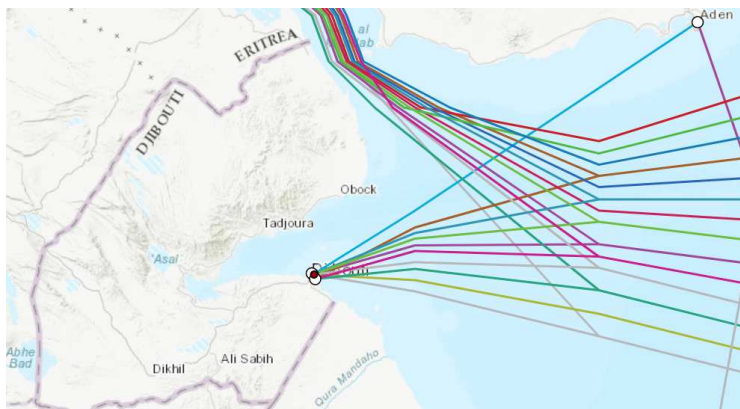 Aden
al
ab
ERITREA
DJIBOUTI
Obock
Tadjoura
'Asal
Dikhil
Ali Sabih
Abhe
Bad
Qura Mandaho